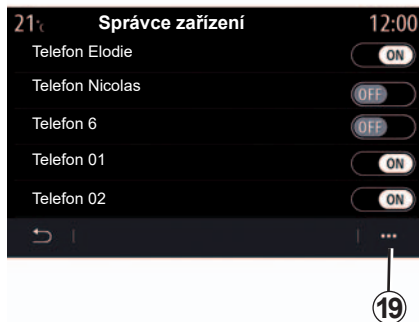 21°C Správce zařízení 12:00
Telefon Elodie ON
Telefon Nicolas OFF
Telefon 6 OFF
Telefon 01 ON
Telefon 02 ON
19